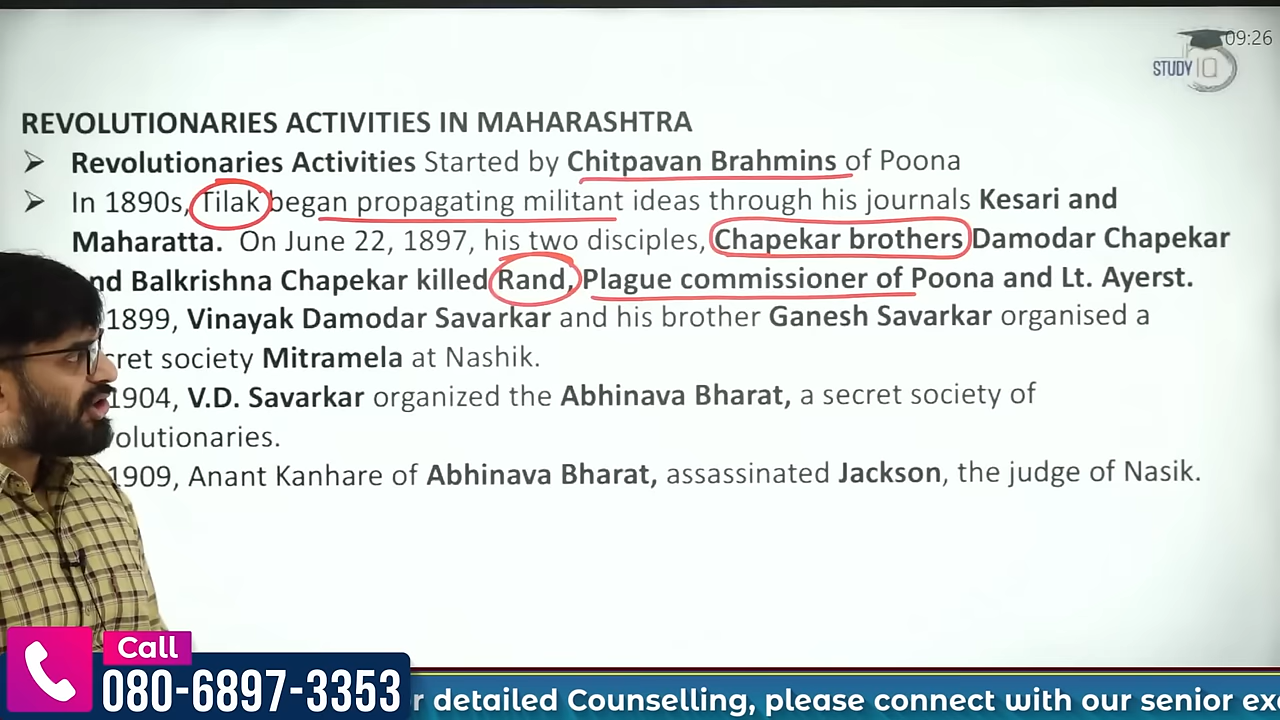 09:26
STUDY IQ
REVOLUTIONARIES ACTIVITIES IN MAHARASHTRA
➢ Revolutionaries Activities Started by Chitpavan Brahmins of Poona
➢ In 1890s, Tilak began propagating militant ideas through his journals Kesari and
Maharatta. On June 22, 1897, his two disciples, Chapekar brothers Damodar Chapekar
nd Balkrishna Chapekar killed Rand, Plague commissioner of Poona and Lt. Ayerst.
1899, Vinayak Damodar Savarkar and his brother Ganesh Savarkar organised a
cret society Mitramela at Nashik.
1904, V.D. Savarkar organized the Abhinava Bharat, a secret society of
volutionaries.
1909, Anant Kanhare of Abhinava Bharat, assassinated Jackson, the judge of Nasik.
Call
080-6897-3353
r detailed Counselling, please connect with our senior ex